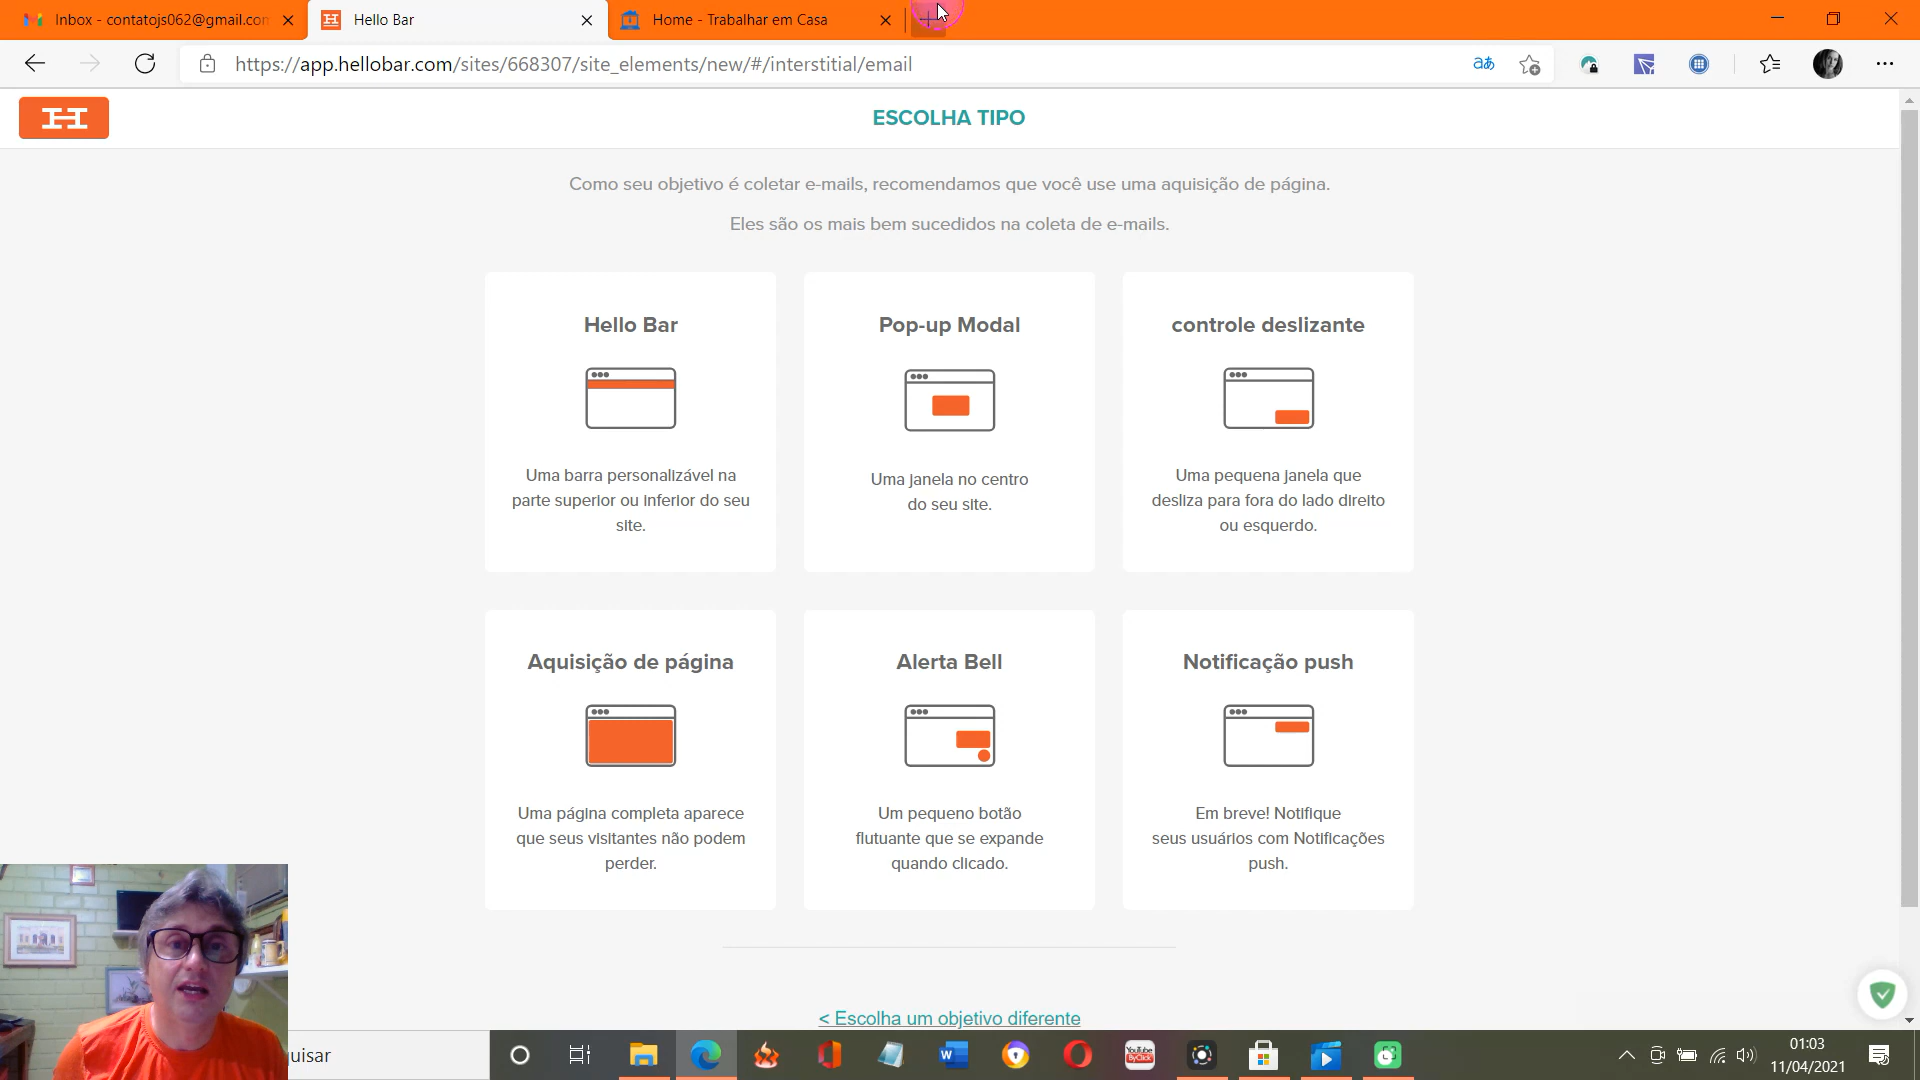 Inbox - contatojs062@gmail.con
Hello Bar
Home - Trabalhar em Casa
https://app.hellobar.com/sites/668307/site_elements/new/#/interstitial/email
aあ
ESCOLHA TIPO
Como seu objetivo é coletar e-mails, recomendamos que você use uma aquisição de página.
Eles são os mais bem sucedidos na coleta de e-mails.
Hello Bar
Uma barra personalizável na
parte superior ou inferior do seu
site.
Pop-up Modal
Uma janela no centro
do seu site.
controle deslizante
Uma pequena janela que
desliza para fora do lado direito
ou esquerdo.
Aquisição de página
Uma página completa aparece
que seus visitantes não podem
perder.
Alerta Bell
Um pequeno botão
flutuante que se expande
quando clicado.
Notificação push
Em breve! Notifique
seus usuários com Notificações
push.
< Escolha um objetivo diferente
quisar
YouTube
ByClick
01:03
11/04/2021